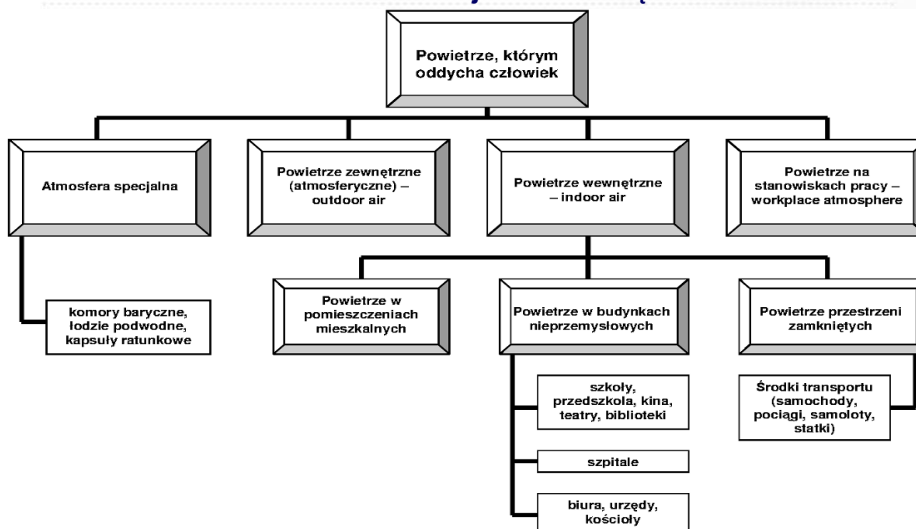 Powietrze, którym
oddycha człowiek
Atmosfera specjalna
Powietrze zewnętrzne
(atmosferyczne) –
outdoor air
Powietrze wewnętrzne
– indoor air
Powietrze na
stanowiskach pracy –
workplace atmosphere
komory baryczne,
łodzie podwodne,
kapsuły ratunkowe
Powietrze w
pomieszczeniach
mieszkalnych
Powietrze w budynkach
nieprzemysłowych
Powietrze przestrzeni
zamkniętych
szkoły,
przedszkola, kina,
teatry, biblioteki
szpitale
biura, urzędy,
kościoły
Środki transportu
(samochody,
pociągi, samoloty,
statki)